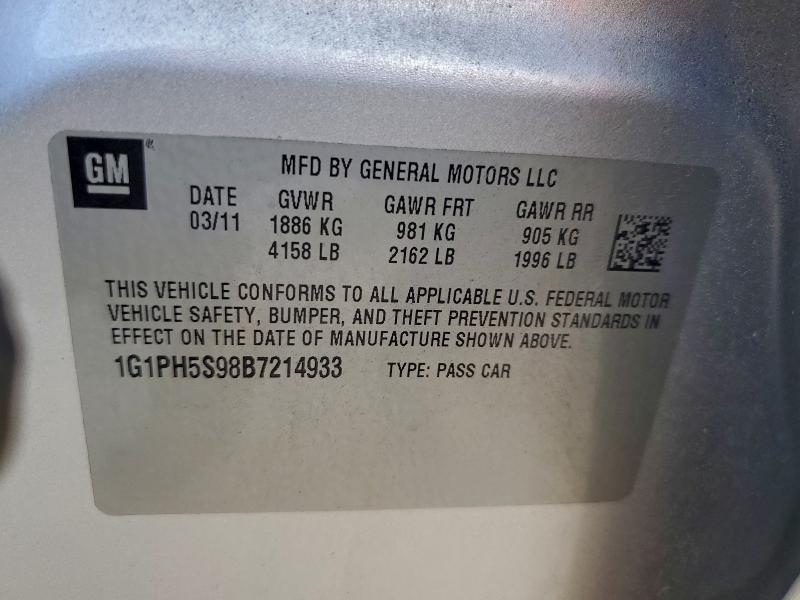 GM®
MFD BY GENERAL MOTORS LLC
DATE GVWR GAWR FRT GAWR RR
03/11 1886 KG 981 KG 905 KG
4158 LB 2162 LB 1996 LB
THIS VEHICLE CONFORMS TO ALL APPLICABLE U.S. FEDERAL MOTOR
VEHICLE SAFETY, BUMPER, AND THEFT PREVENTION STANDARDS IN
EFFECT ON THE DATE OF MANUFACTURE SHOWN ABOVE.
1G1PH5S98B7214933 TYPE: PASS CAR